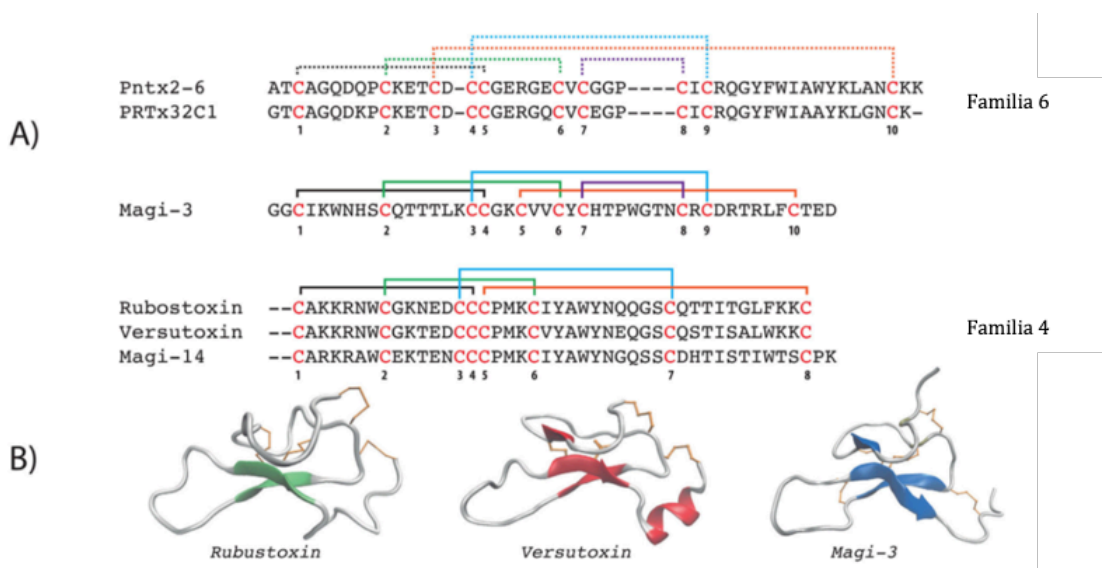 Pntx2-6 ATCAGQDQPCKETCD-CCGERGECVCGGP----CICRQGYFWIAWYKLANCKK
PRTx32C1 GTCAGQDKPCKETCD-CCGERGQCVCEGP----CICRQGYFWIAAYKLGNCK-
Familia 6
A)
1 2 3 4 5 6 7 8 9 10
Magi-3 GGCIKWNHSCQTTTLKCCGKCVVCYCHTPWGTNCRCDRTRLFCTED
1 2 3 4 5 6 7 8 9 10
Rubostoxin --CAKKRNWCGKNEDCCCPMKCIYAWYNQQGSCQTTITGLFKKC
Versutoxin --CAKKRNWCGKTEDCCCPMKCVYAWYNEQGSCQSTISALWKKC
Familia 4
Magi-14 --CARKRAWCEKTENCCCPMKCIYAWYNGQSSCDHTISTIWTSCPK
1 2 3 4 5 6 7 8
B)
Rubustoxin Versutoxin Magi-3